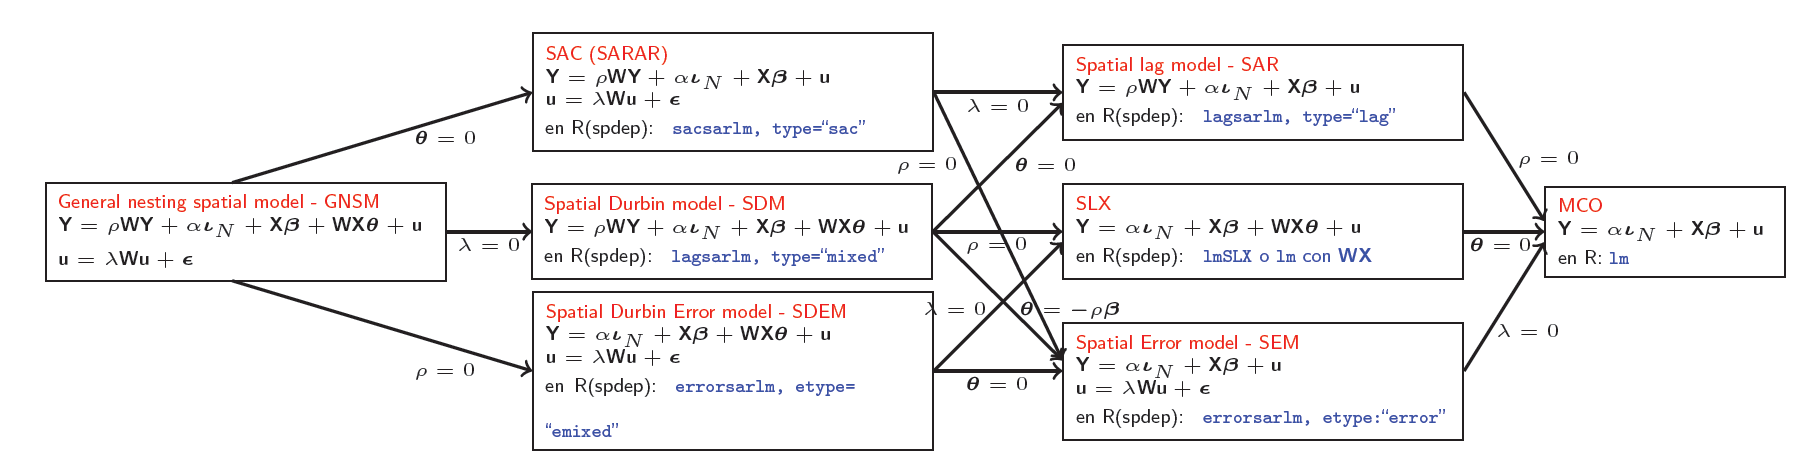 General nesting spatial model - GNSM
Y = ρWY + αι_N + Xβ + WXθ + u
u = λWu + ϵ
θ = 0
λ = 0
ρ = 0
SAC (SARAR)
Y = ρWY + αι_N + Xβ + u
u = λWu + ϵ
en R(spdep): sacsarlm, type=“sac”
Spatial Durbin model - SDM
Y = ρWY + αι_N + Xβ + WXθ + u
en R(spdep): lagsarlm, type=“mixed”
Spatial Durbin Error model - SDEM
Y = αι_N + Xβ + WXθ + u
u = λWu + ϵ
en R(spdep): errorsarlm, etype=
“emixed”
λ = 0
ρ = 0
θ = 0
ρ = 0
λ = 0
θ = −ρβ
θ = 0
Spatial lag model - SAR
Y = ρWY + αι_N + Xβ + u
en R(spdep): lagsarlm, type=“lag”
SLX
Y = αι_N + Xβ + WXθ + u
en R(spdep): lmSLX o lm con WX
Spatial Error model - SEM
Y = αι_N + Xβ + u
u = λWu + ϵ
en R(spdep): errorsarlm, etype:“error”
ρ = 0
θ = 0
λ = 0
MCO
Y = αι_N + Xβ + u
en R: lm